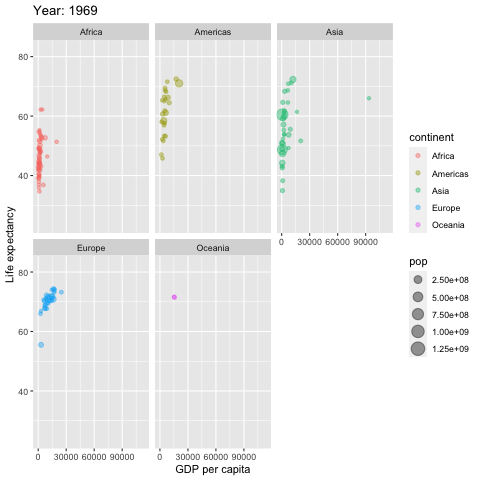 Year: 1969
Africa
Americas
Asia
80
60
40
0
30000
60000
90000
continent
Africa
Americas
Asia
Europe
Oceania
Life expectancy
Europe
Oceania
80
60
40
0
30000
60000
90000
0
30000
60000
90000
GDP per capita
pop
2.50e+08
5.00e+08
7.50e+08
1.00e+09
1.25e+09